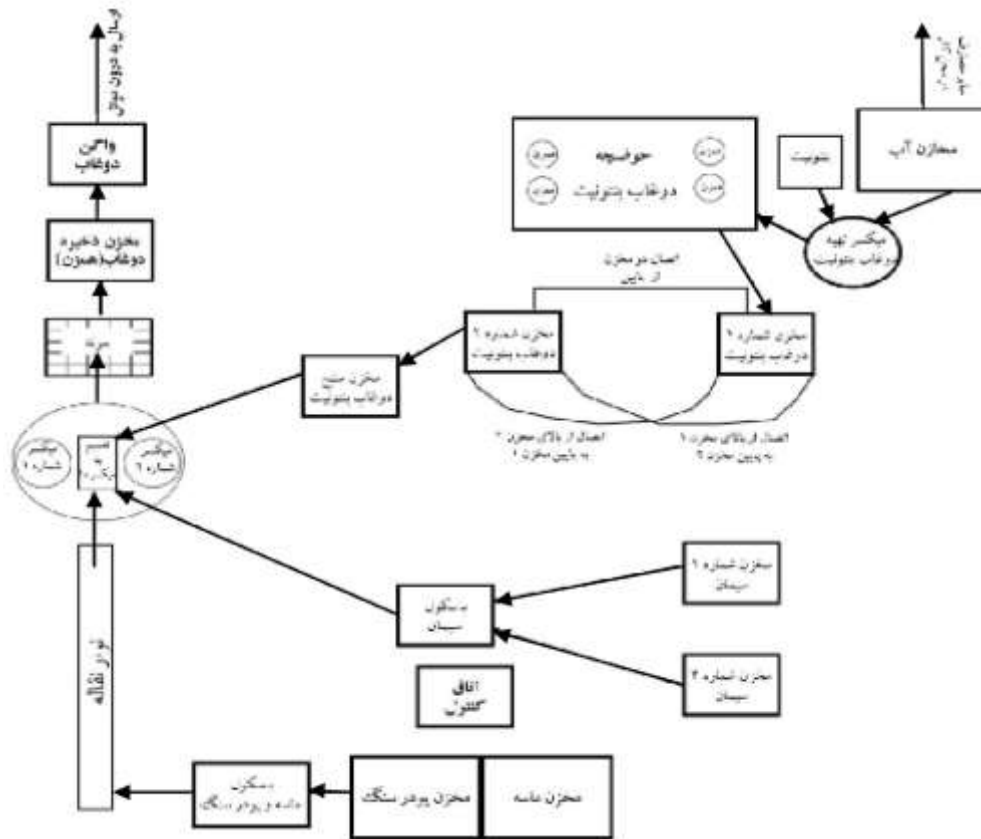 ارسال به درون تونل
واگن
دوغاب
مخزن ذخیره
دوغاب(همزن)
سرند
میکسر
شماره ۱
میکسر
شماره ۲
نوار نقاله
حوضچه
دوغاب بنتونیت
همزن
همزن
همزن
همزن
بنتونیت
مخازن آب
میکسر تهیه
دوغاب بنتونیت
اتصال دو مخزن
از پایین
مخزن شماره ۲
دوغاب بنتونیت
مخزن شماره ۱
دوغاب بنتونیت
مخزن منبع
دوغاب بنتونیت
اتصال از بالای مخزن ۲
به پایین مخزن ۱
اتصال از بالای مخزن ۱
به پایین مخزن ۲
مخزن شماره ۱
سیمان
باسکول
سیمان
مخزن شماره ۲
سیمان
اتاق
کنترل
باسکول
ماسه و پودر سنگ
مخزن پودر سنگ
مخزن ماسه